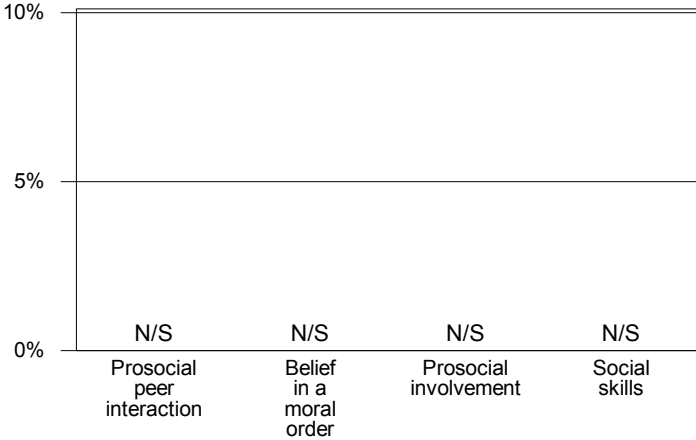 10%
5%
0%
N/S N/S N/S N/S
Prosocial
peer
interaction
Belief
in a
moral
order
Prosocial
involvement
Social
skills